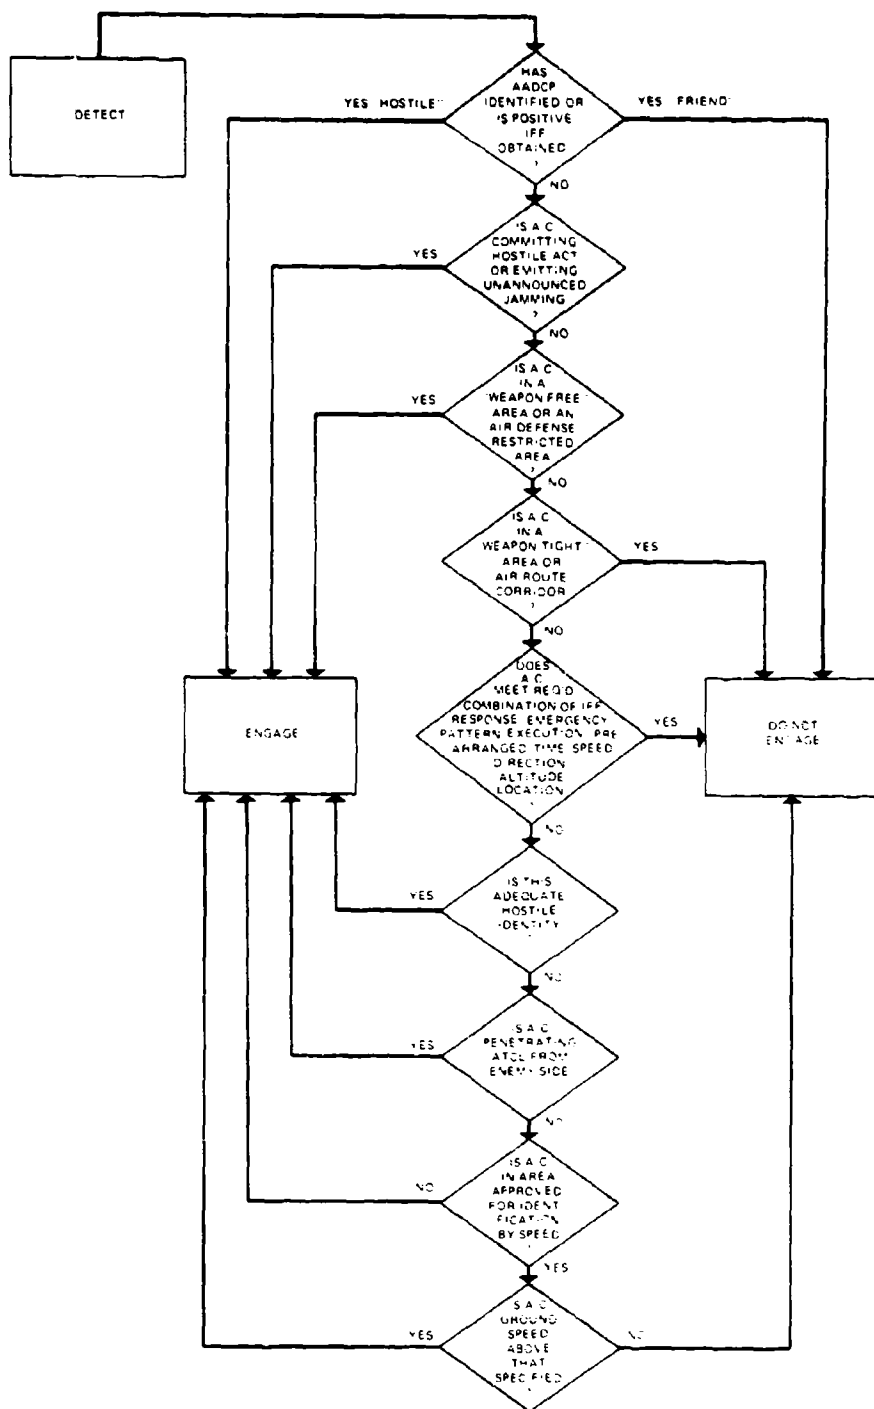 DETECT
HAS
AADCP
IDENTIFIED OR
IS POSITIVE
IFF
OBTAINED
?
YES HOSTILE"
YES FRIEND"
NO
IS A C
COMMITTING
HOSTILE ACT
OR EMITTING
UNANNOUNCED
JAMMING
?
YES
NO
IS A C
IN A
"WEAPON FREE"
AREA OR AN
AIR DEFENSE
RESTRICTED
AREA
?
YES
NO
IS A C
IN A
WEAPON TIGHT"
AREA OR
AIR ROUTE
CORRIDOR
?
YES
NO
DOES
A C
MEET REQ'D
COMBINATION OF IFF
RESPONSE EMERGENCY
PATTERN EXECUTION PRE
ARRANGED TIME SPEED
DIRECTION
ALTITUDE
LOCATION
YES
ENGAGE
DO NOT
ENGAGE
NO
IS THIS
ADEQUATE
HOSTILE
IDENTITY
?
YES
NO
IS A C
PENETRATING
ATCL FROM
ENEMY SIDE
YES
NO
IS A C
IN AREA
APPROVED
FOR IDENT
FICATION
BY SPEED
?
NO
YES
IS A C
GROUND
SPEED
ABOVE
THAT
SPECIFIED
?
YES
NO